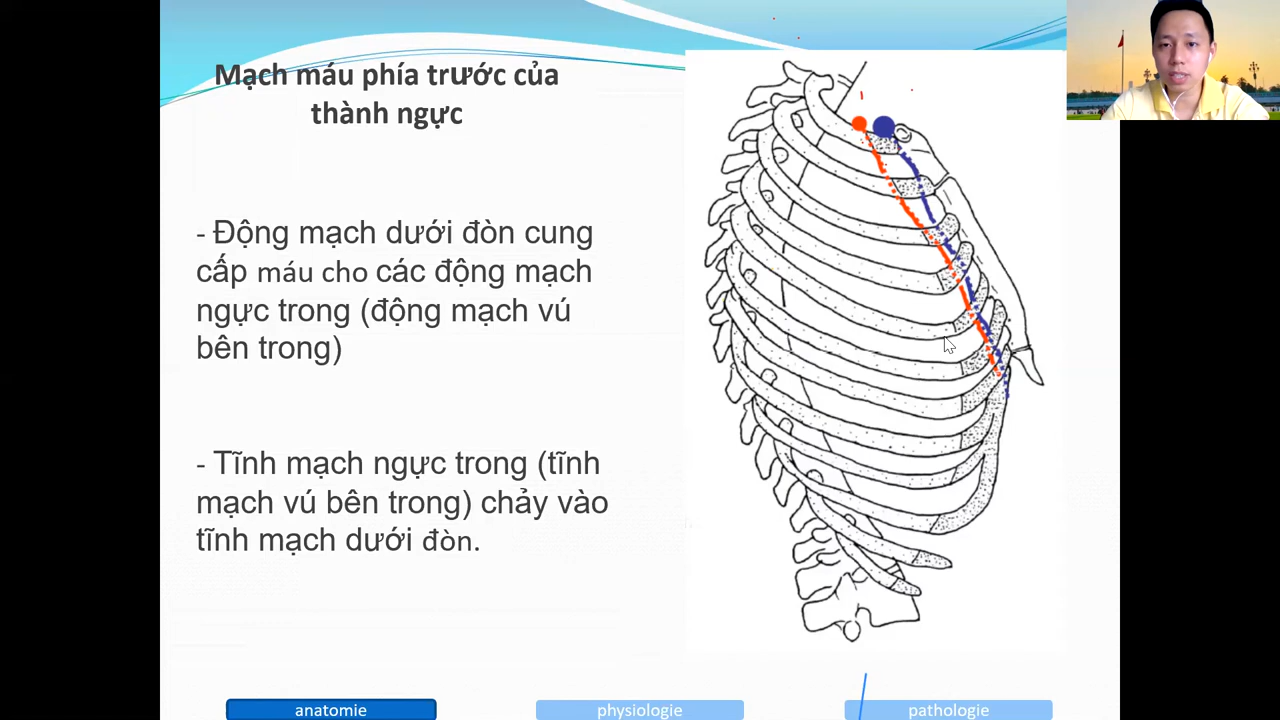 Mạch máu phía trước của
thành ngực
- Động mạch dưới đòn cung
cấp máu cho các động mạch
ngực trong (động mạch vú
bên trong)
- Tĩnh mạch ngực trong (tĩnh
mạch vú bên trong) chảy vào
tĩnh mạch dưới đòn.
anatomie
physiologie
pathologie